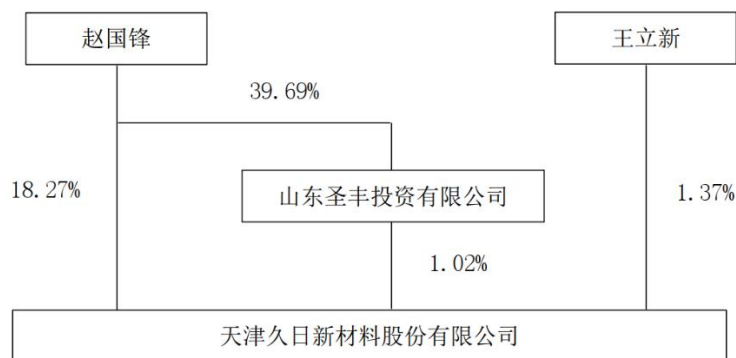 赵国锋
王立新
39.69%
18.27%
山东圣丰投资有限公司
1.37%
1.02%
天津久日新材料股份有限公司